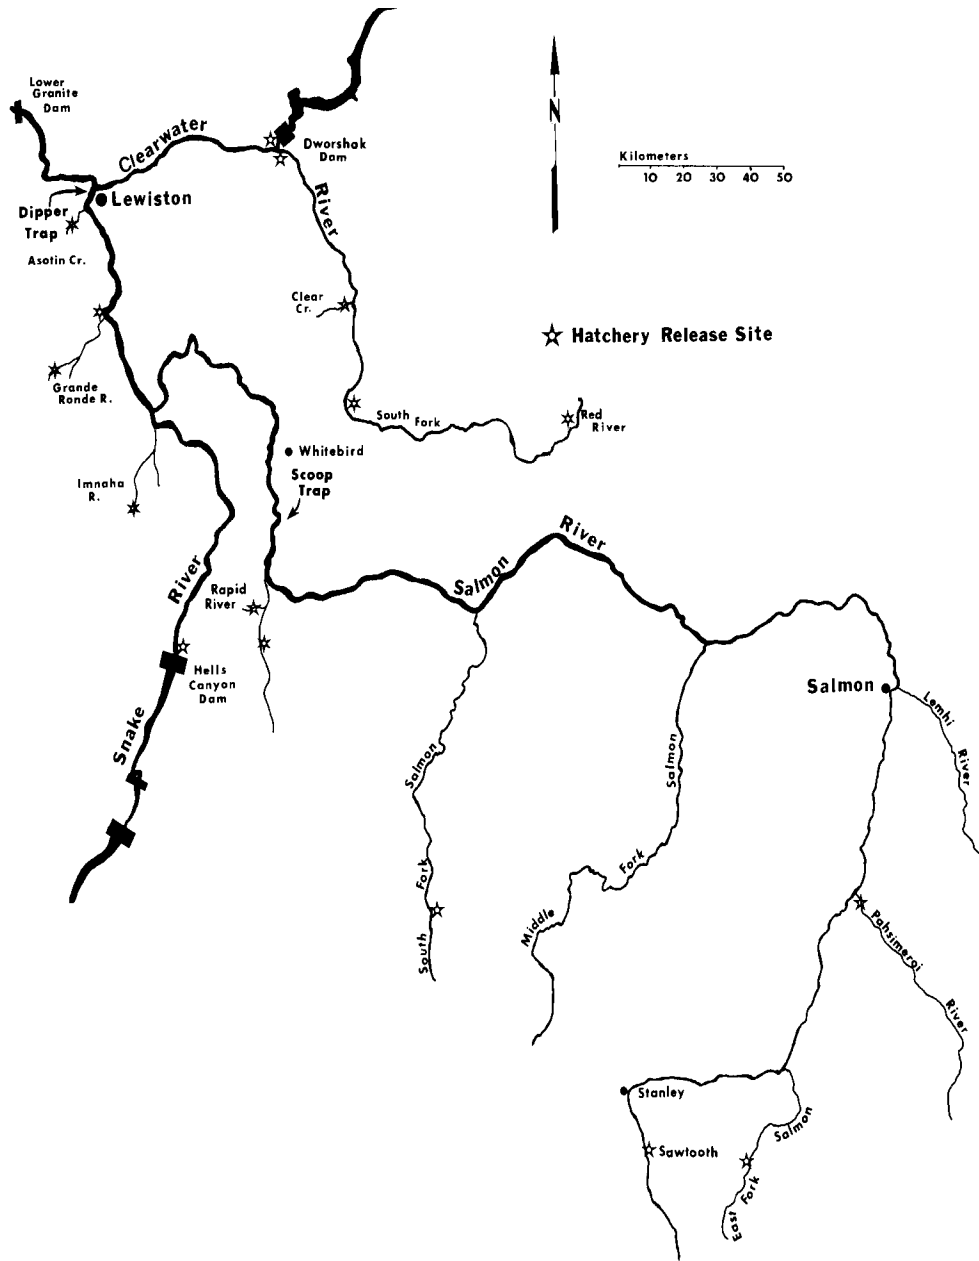 Lower
Granite
Dam
Clearwater
River
Dworshak
Dam
N
Kilometers
10 20 30 40 50
Lewiston
Dipper
Trap
Asotin Cr.
Clear
Cr.
Hatchery Release Site
Grande
Ronde R.
South Fork
Red
River
Whitebird
Scoop
Trap
Imnaha
R.
Salmon River
Rapid
River
Snake River
Hells
Canyon
Dam
Salmon
Lemhi River
South Fork Salmon
Middle Fork Salmon
Pahsimeroi River
Stanley
Sawtooth
East Fork Salmon